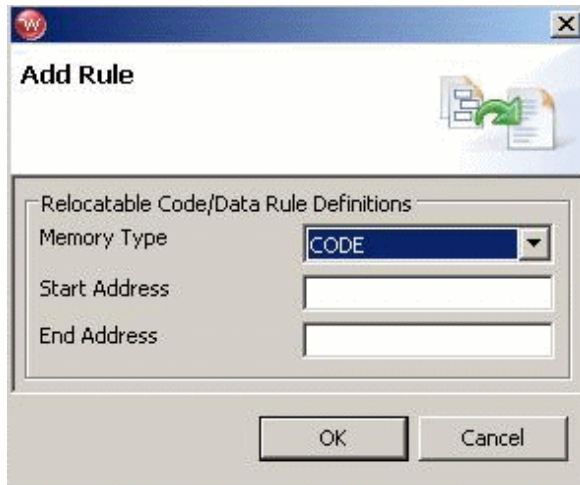 Add Rule
Relocatable Code/Data Rule Definitions
Memory Type CODE
Start Address
End Address
OK Cancel